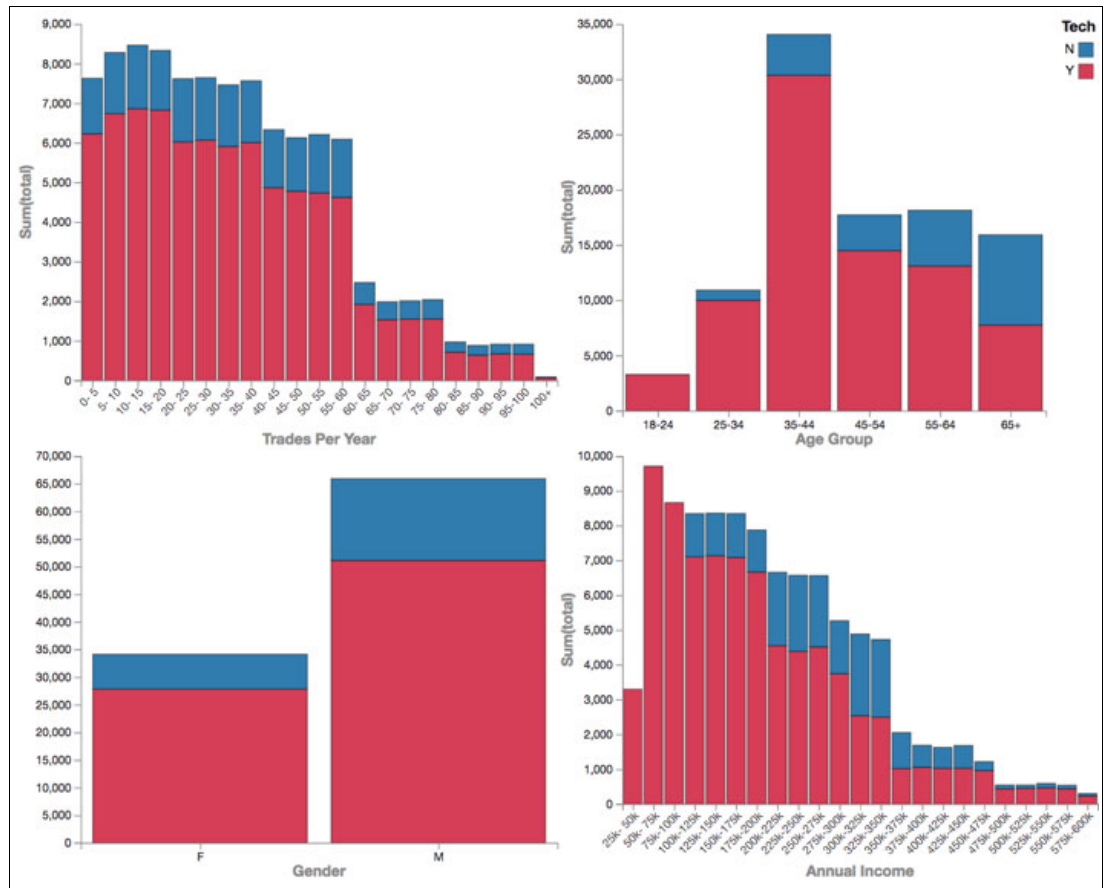 9,000
8,000
7,000
6,000
5,000
4,000
3,000
2,000
1,000
0
Sum(total)
0- 5
5- 10
10- 15
15- 20
20- 25
25- 30
30- 35
35- 40
40- 45
45- 50
50- 55
55- 60
60- 65
65- 70
70- 75
75- 80
80- 85
85- 90
90- 95
95-100
100+
Trades Per Year
35,000
30,000
25,000
20,000
15,000
10,000
5,000
0
Sum(total)
18-24
25-34
35-44
45-54
55-64
65+
Age Group
Tech
N
Y
70,000
65,000
60,000
55,000
50,000
45,000
40,000
35,000
30,000
25,000
20,000
15,000
10,000
5,000
0
Sum(total)
F
M
Gender
10,000
9,000
8,000
7,000
6,000
5,000
4,000
3,000
2,000
1,000
0
Sum(total)
25k- 50k
50k- 75k
75k-100k
100k-125k
125k-150k
150k-175k
175k-200k
200k-225k
225k-250k
250k-275k
275k-300k
300k-325k
325k-350k
350k-375k
375k-400k
400k-425k
425k-450k
450k-475k
475k-500k
500k-525k
525k-550k
550k-575k
575k-600k
Annual Income